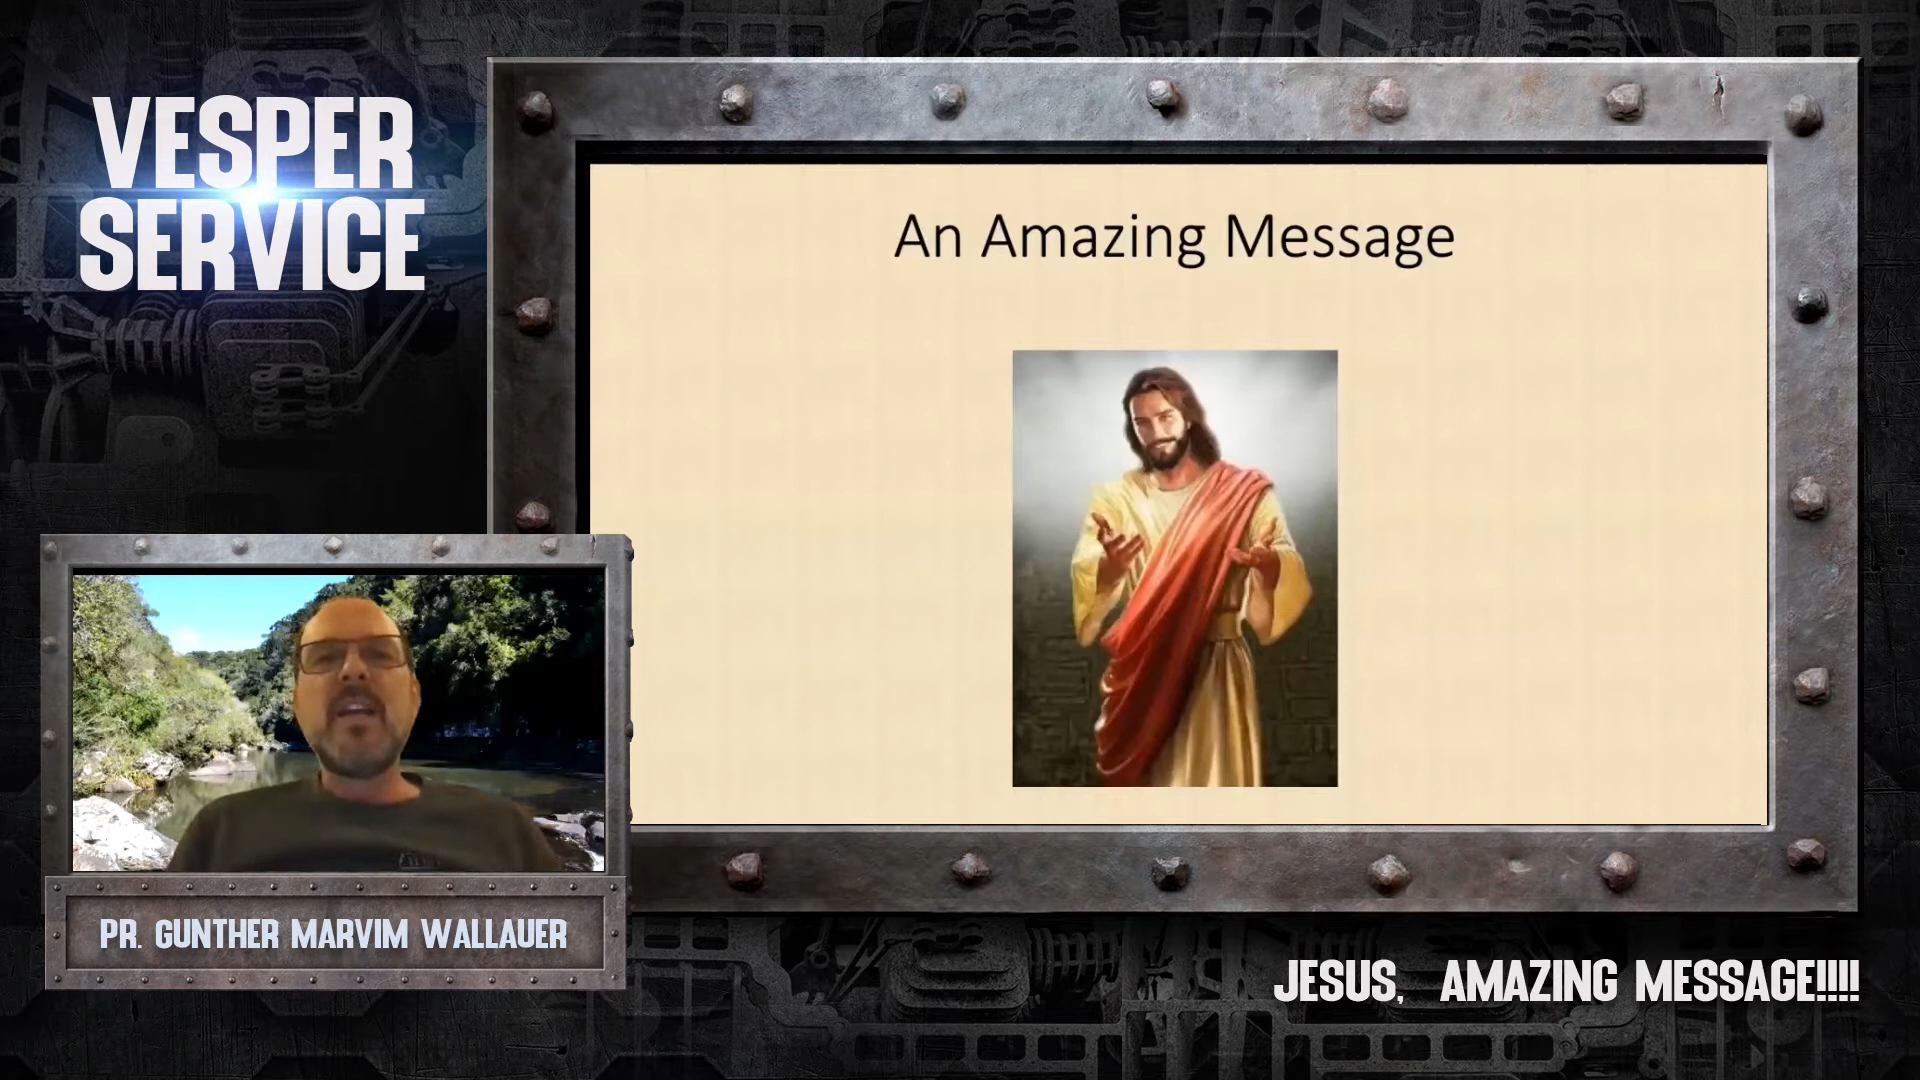 VESPER
SERVICE
An Amazing Message
PR. GUNTHER MARVIM WALLAUER
JESUS, AMAZING MESSAGE!!!!